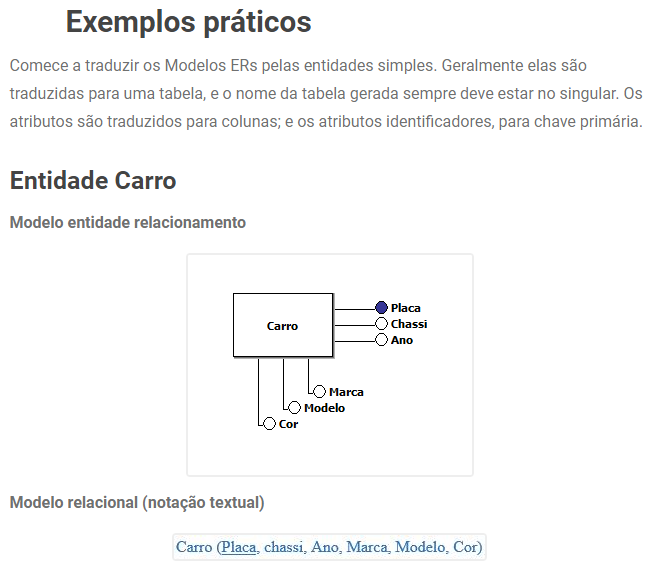 Exemplos práticos
Comece a traduzir os Modelos ERs pelas entidades simples. Geralmente elas são
traduzidas para uma tabela, e o nome da tabela gerada sempre deve estar no singular. Os
atributos são traduzidos para colunas; e os atributos identificadores, para chave primária.
Entidade Carro
Modelo entidade relacionamento
Carro
Placa
Chassi
Ano
Marca
Modelo
Cor
Modelo relacional (notação textual)
Carro (Placa, chassi, Ano, Marca, Modelo, Cor)